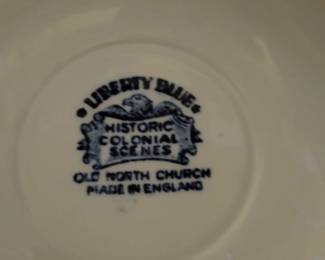 LIBERTY BLUE
HISTORIC
COLONIAL
SCENES
OLD NORTH CHURCH
MADE IN ENGLAND